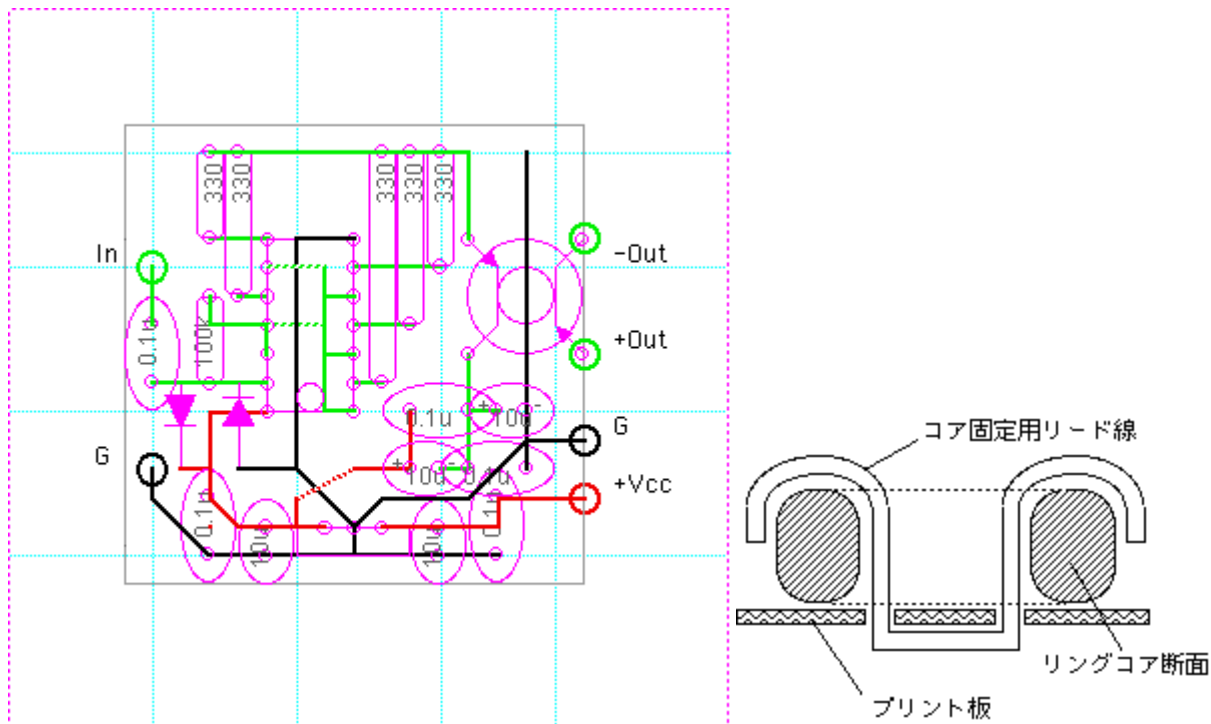 330
330
330
330
330
In
-Out
0.1u
100k
+Out
0.1u
+10u-
G
G
+10u-
0.1u
+Vcc
0.1u
10u
10u
0.1u
コア固定用リード線
リングコア断面
プリント板